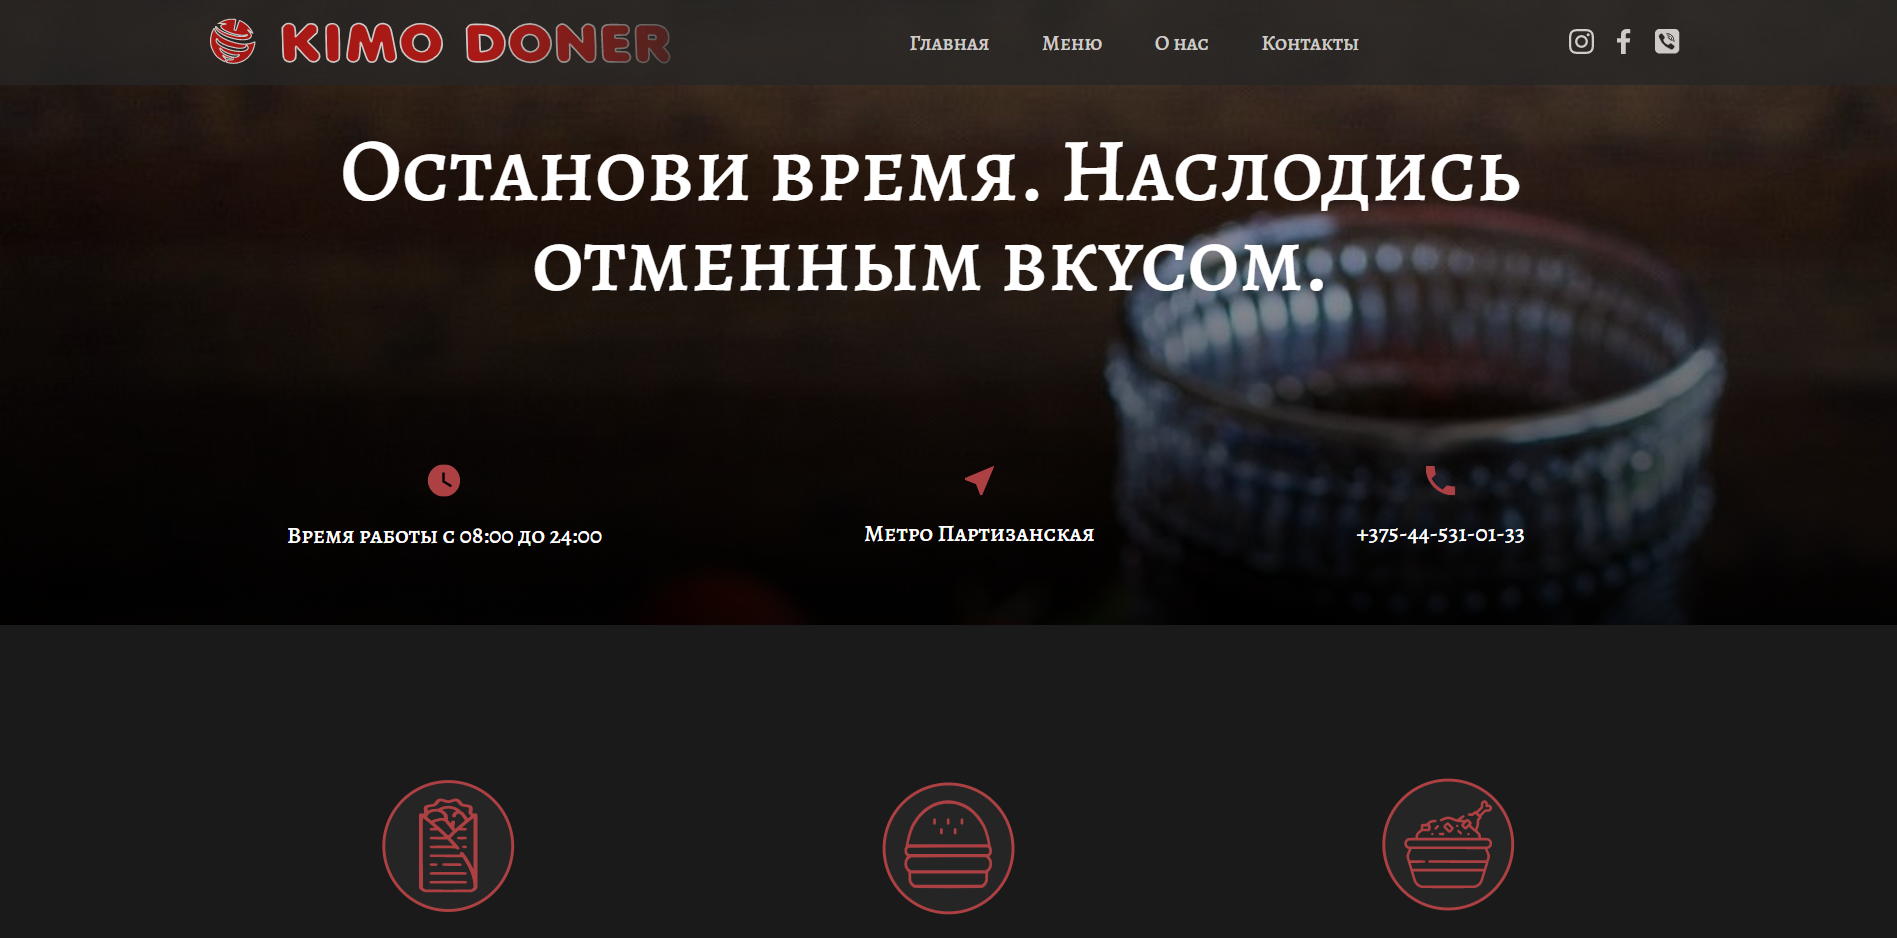 KIMO DONER
Главная Меню О нас Контакты
Останови время. Наслодись
отменным вкусом.
Время работы с 08:00 до 24:00
Метро Партизанская
+375-44-531-01-33